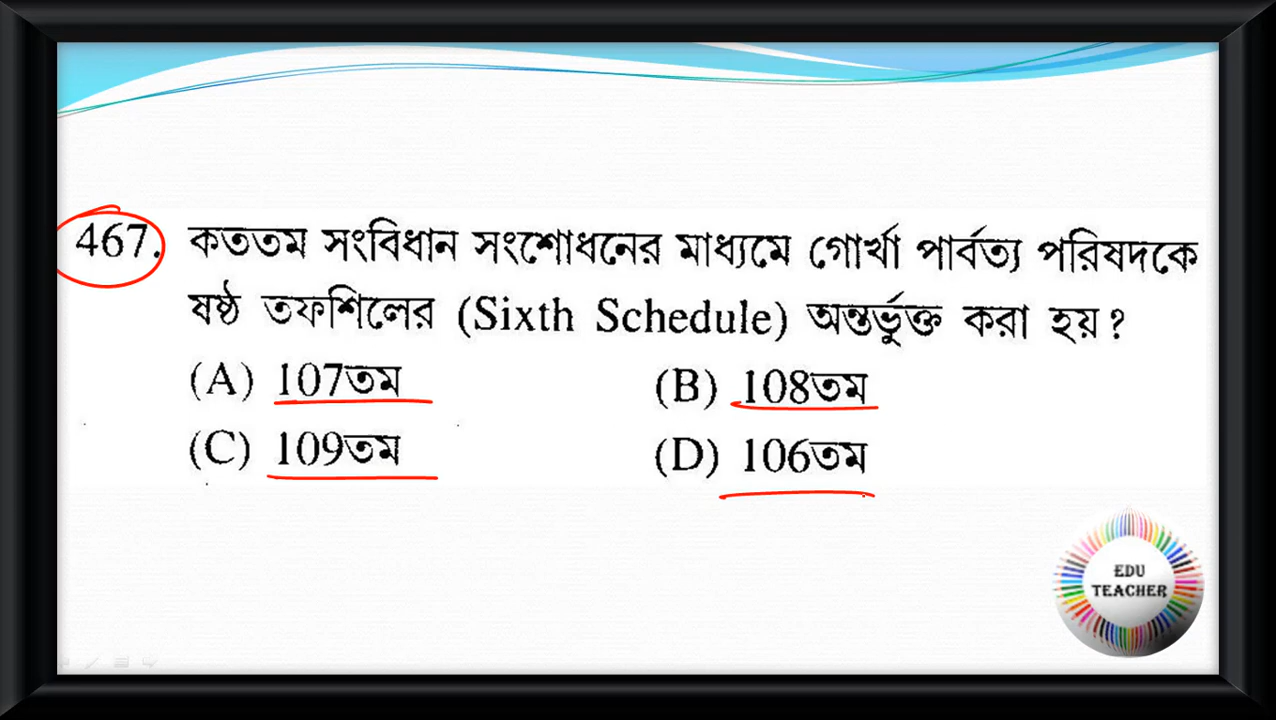 467. কততম সংবিধান সংশোধনের মাধ্যমে গোর্খা পার্বত্য পরিষদকে
ষষ্ঠ তফশিলের (Sixth Schedule) অন্তর্ভুক্ত করা হয় ?
(A) 107তম (B) 108তম
(C) 109তম (D) 106তম
EDU
TEACHER